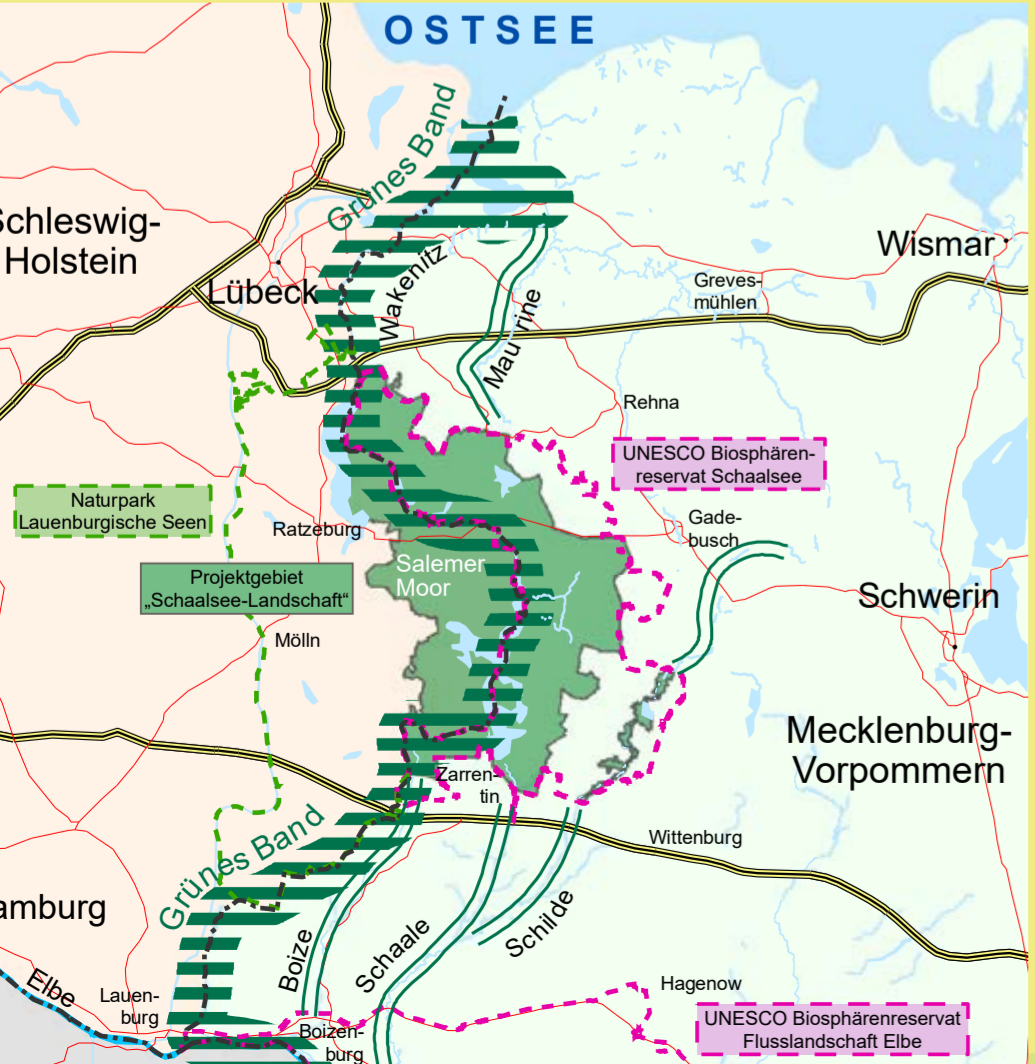 OSTSEE
Grünes Band
Schleswig-
Holstein
Wismar
Lübeck
Wakenitz
Greves-
mühlen
Maurine
Rehna
UNESCO Biosphären-
reservat Schaalsee
Naturpark
Lauenburgische Seen
Ratzeburg
Gade-
busch
Salemer
Moor
Projektgebiet
„Schaalsee-Landschaft“
Schwerin
Mölln
Mecklenburg-
Vorpommern
Zarren-
tin
Grünes Band
Wittenburg
amburg
Boize
Schaale
Schilde
Elbe
Lauen-
burg
Hagenow
UNESCO Biosphärenreservat
Flusslandschaft Elbe
Boizen-
burg